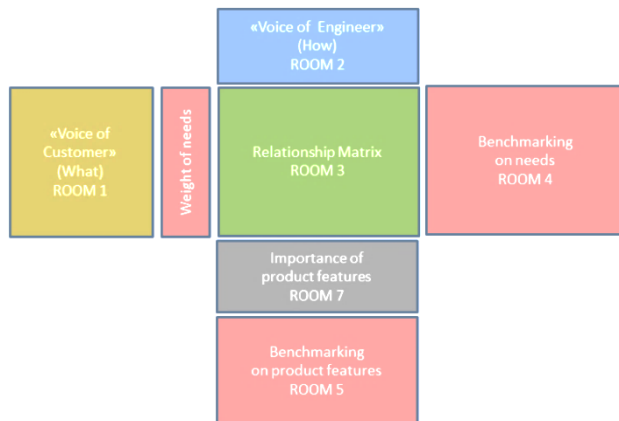 «Voice of Engineer»
(How)
ROOM 2
«Voice of
Customer»
(What)
ROOM 1
Weight of needs
Relationship Matrix
ROOM 3
Benchmarking
on needs
ROOM 4
Importance of
product features
ROOM 7
Benchmarking
on product features
ROOM 5